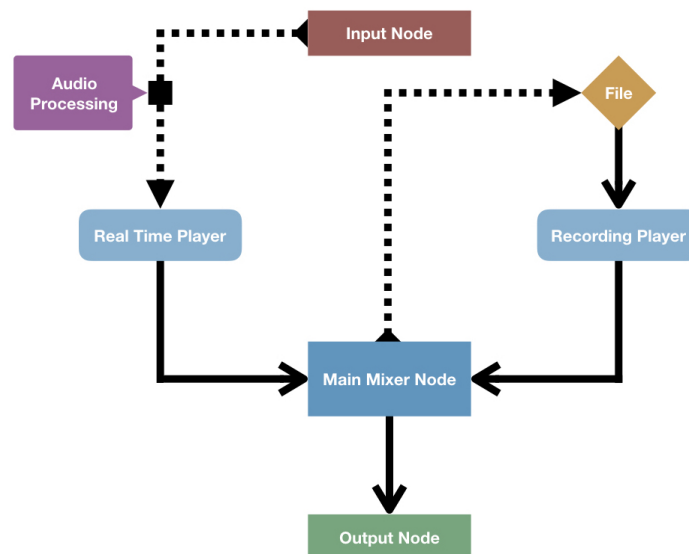 Input Node
Audio
Processing
File
Real Time Player
Recording Player
Main Mixer Node
Output Node